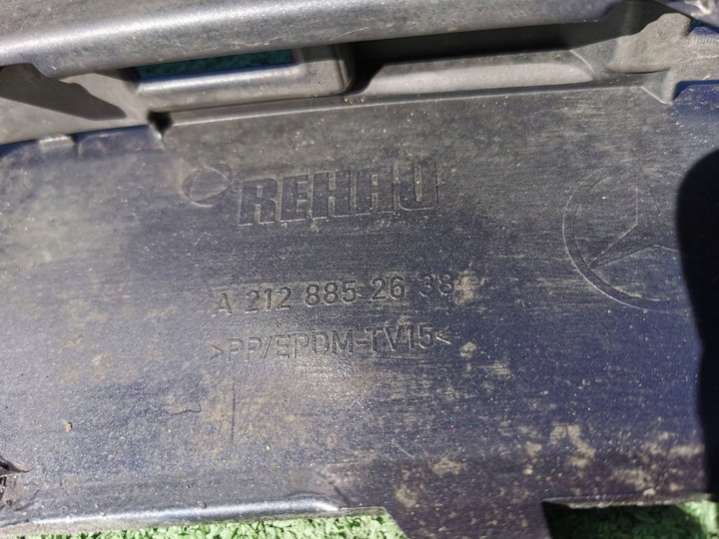 REHAU
A 212 885 26 38
>PP/EPDM-TV15<